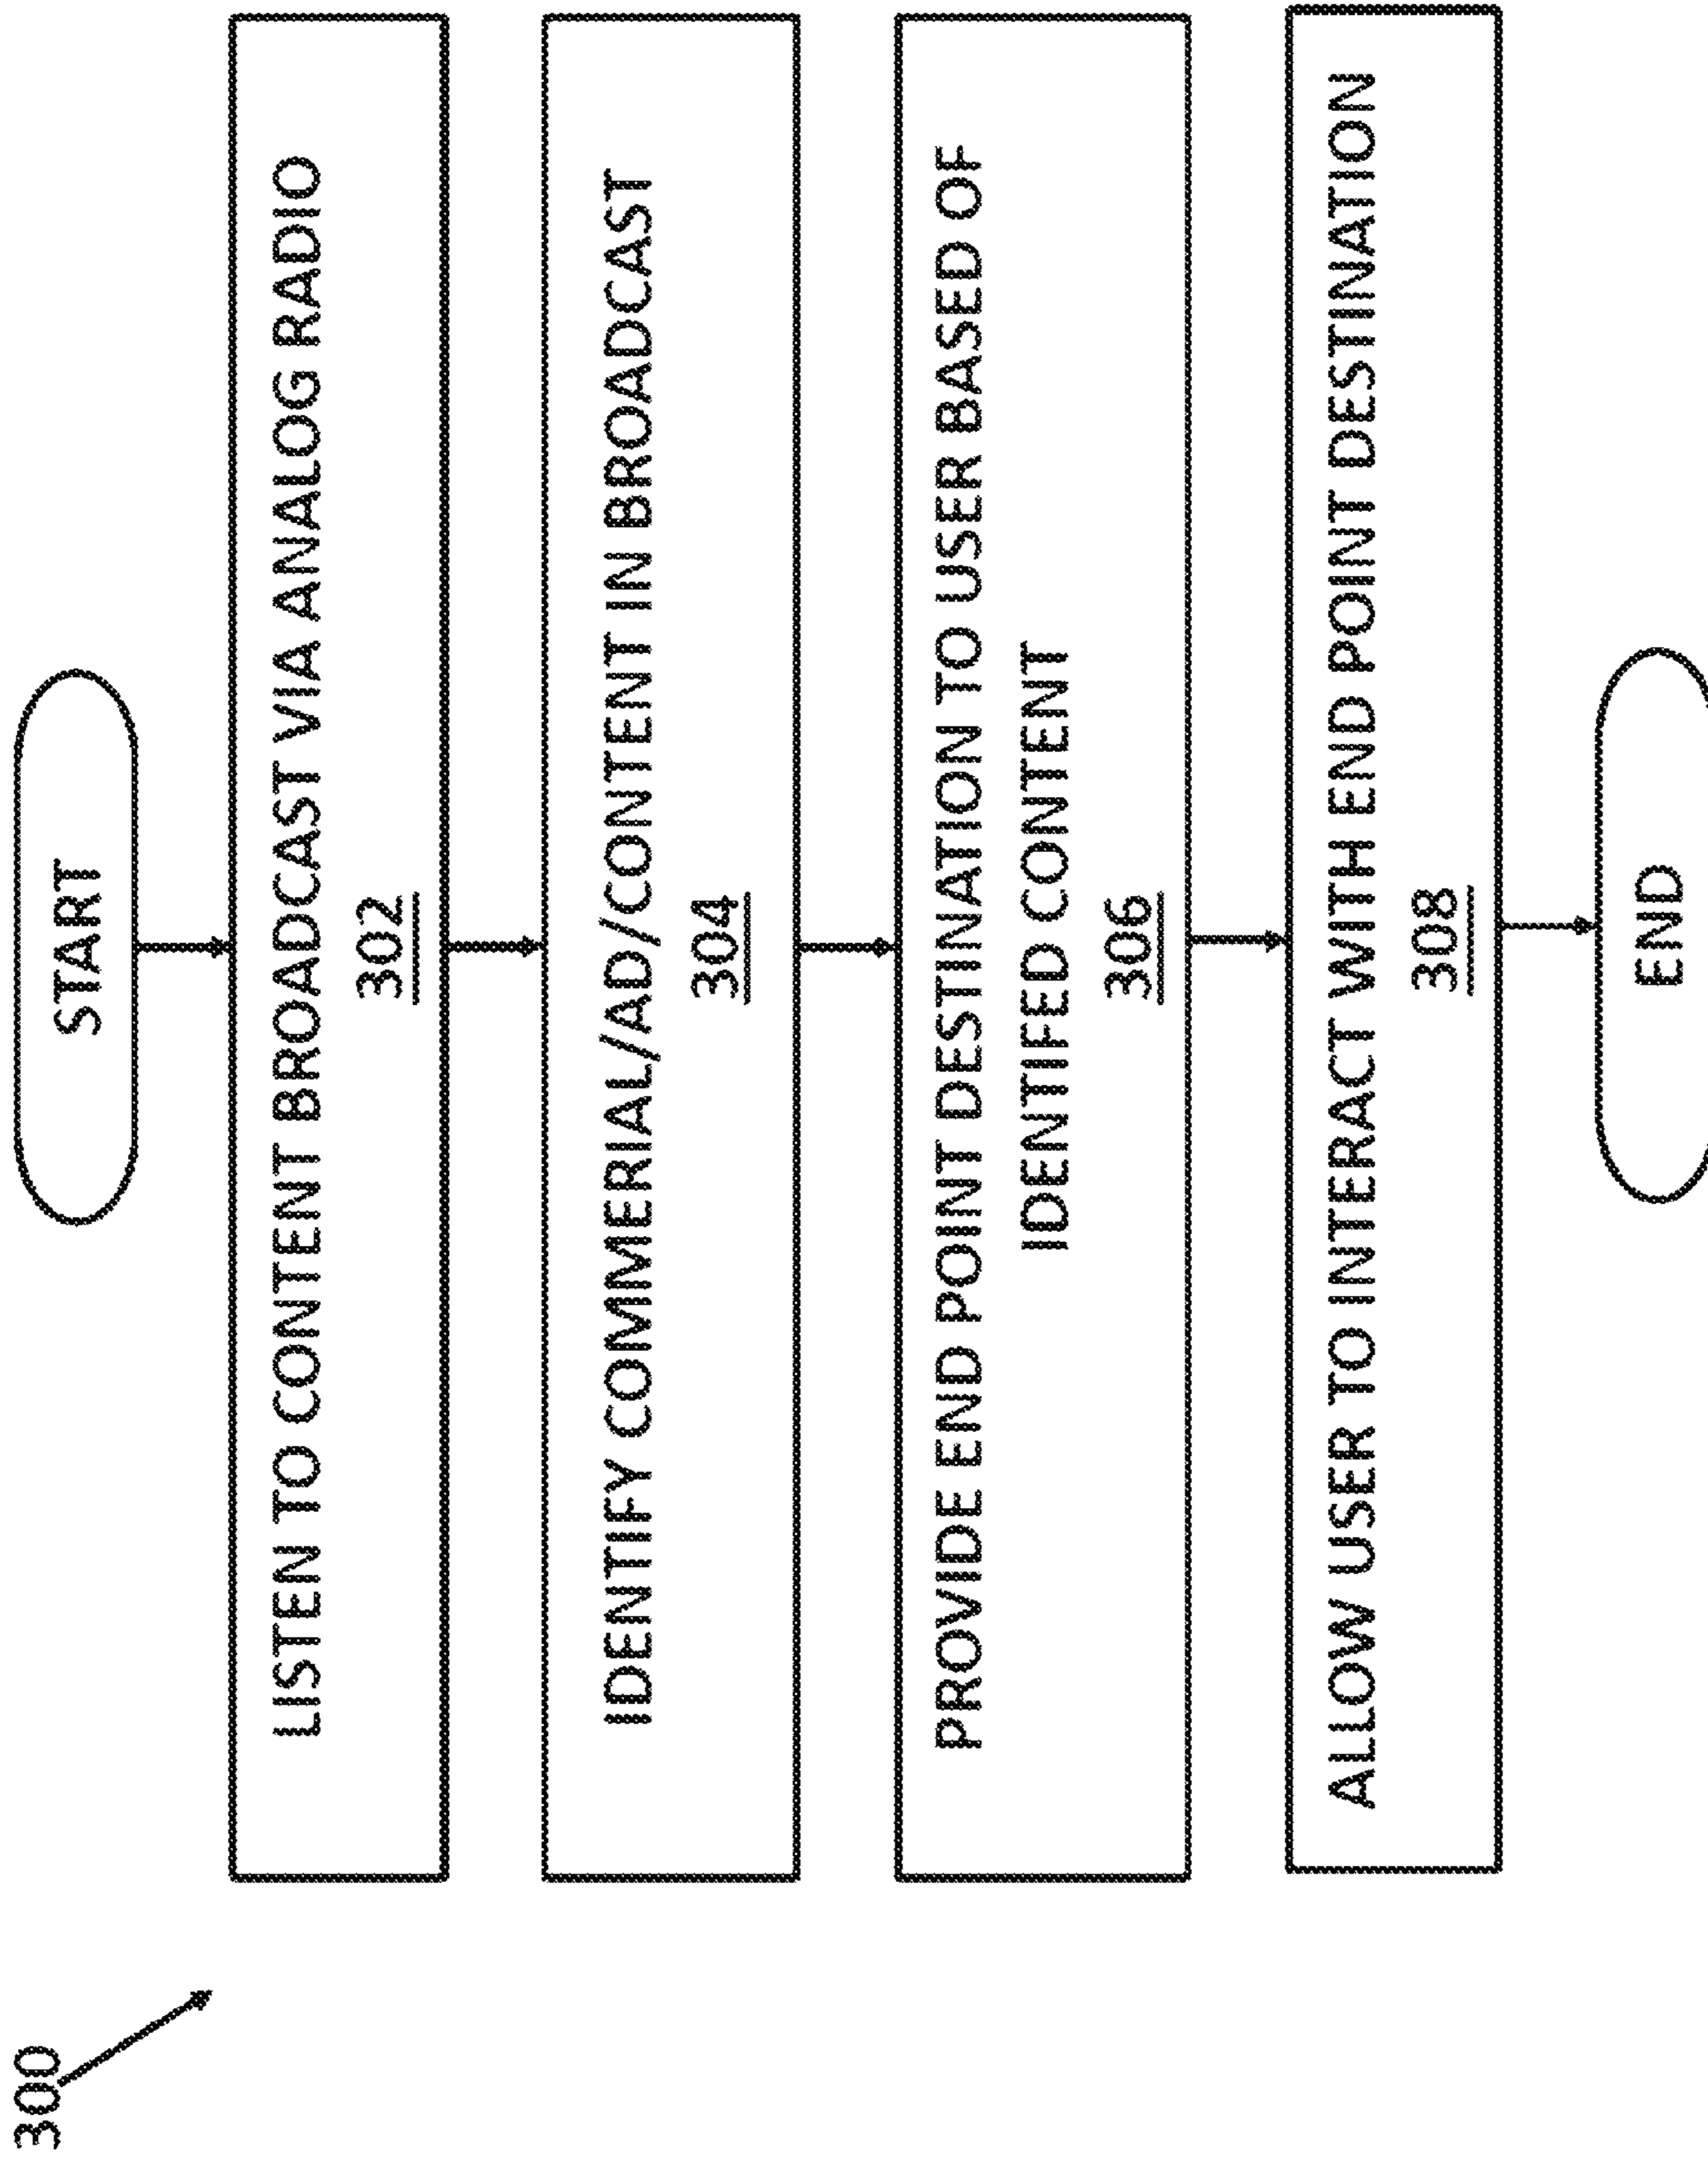 300
START
LISTEN TO CONTENT BROADCAST VIA ANALOG RADIO
302
IDENTIFY COMMERIAL/AD/CONTENT IN BROADCAST
304
PROVIDE END POINT DESTINATION TO USER BASED OF
IDENTIFED CONTENT
306
ALLOW USER TO INTERACT WITH END POINT DESTINATION
308
END